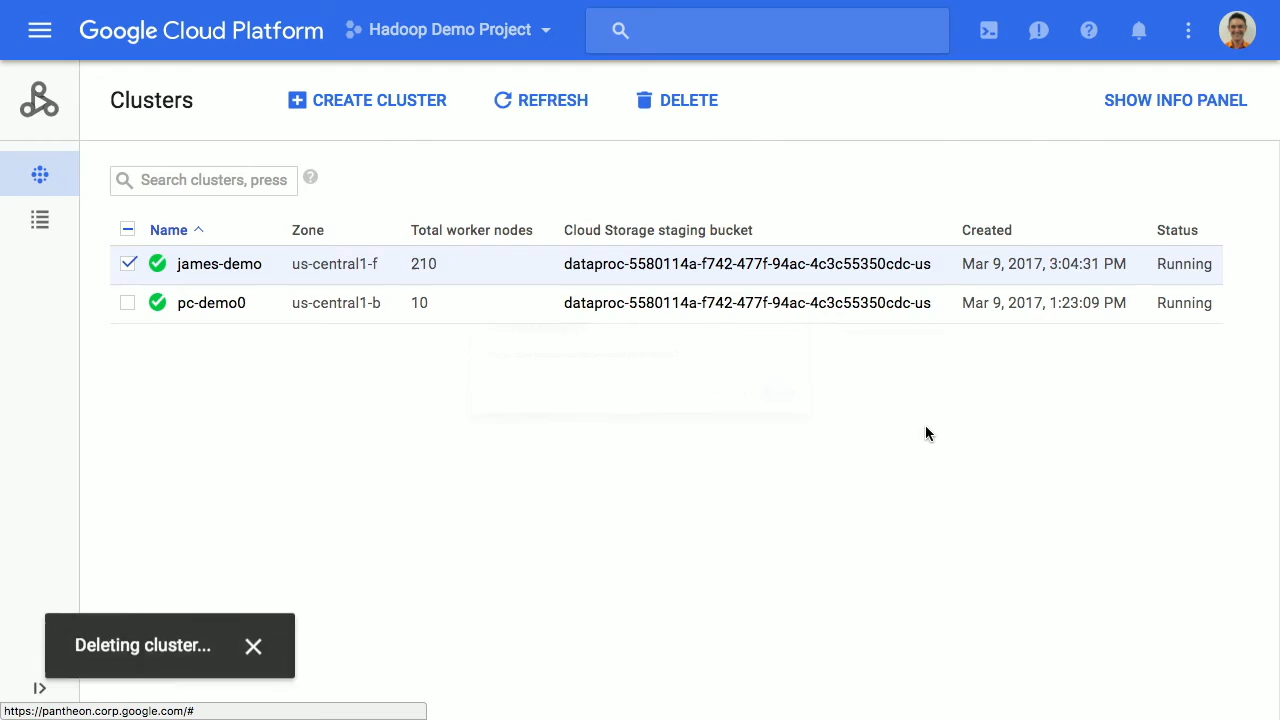 Google Cloud Platform
Hadoop Demo Project
Clusters
CREATE CLUSTER
REFRESH
DELETE
SHOW INFO PANEL
Search clusters, press
Name Zone Total worker nodes Cloud Storage staging bucket Created Status
james-demo us-central1-f 210 dataproc-5580114a-f742-477f-94ac-4c3c55350cdc-us Mar 9, 2017, 3:04:31 PM Running
pc-demo0 us-central1-b 10 dataproc-5580114a-f742-477f-94ac-4c3c55350cdc-us Mar 9, 2017, 1:23:09 PM Running
Deleting cluster...
https://pantheon.corp.google.com/#